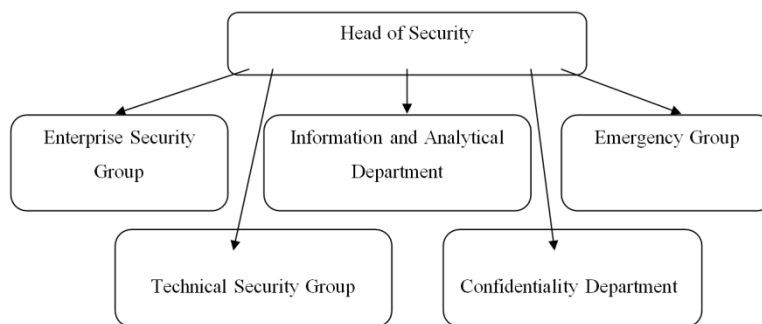 Head of Security
Enterprise Security
Group
Information and Analytical
Department
Emergency Group
Technical Security Group
Confidentiality Department